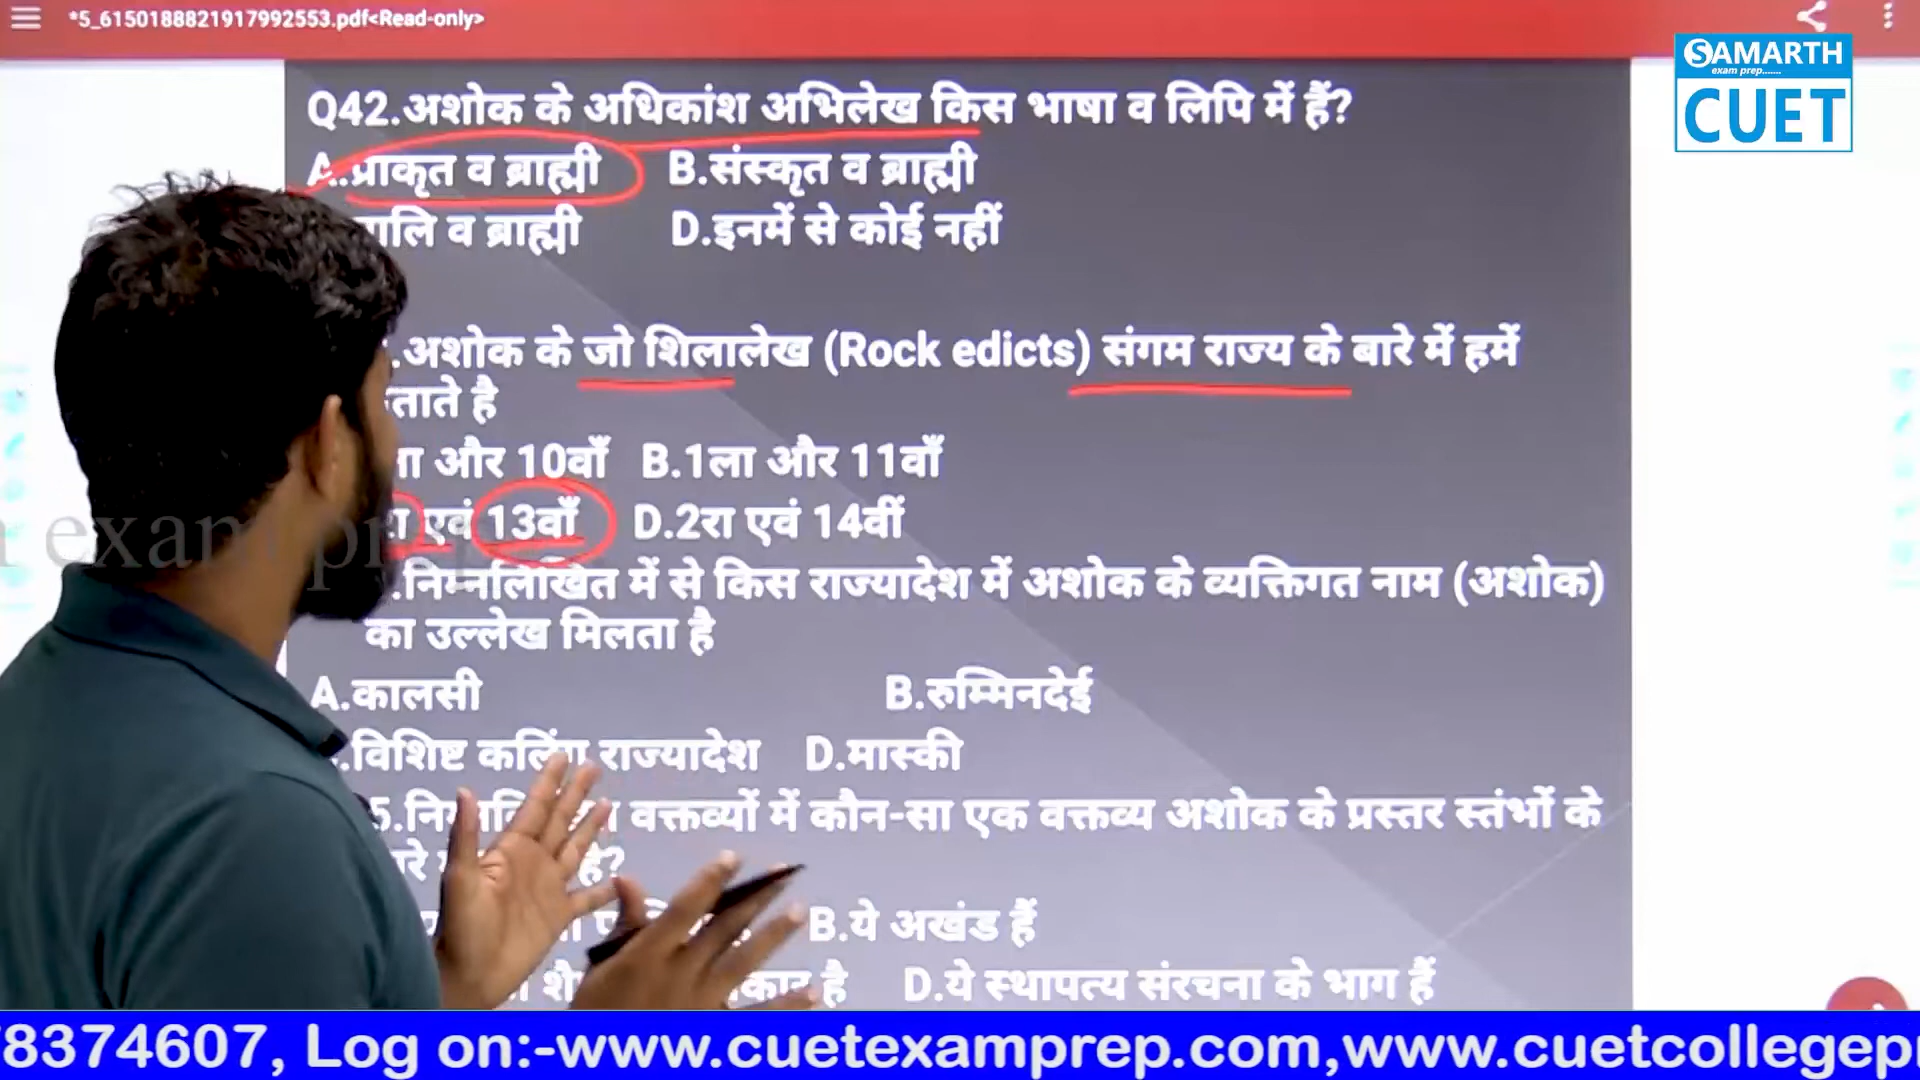 *5_6150188821917992553.pdf<Read-only>
SAMARTH
exam prep.......
CUET
Q42.अशोक के अधिकांश अभिलेख किस भाषा व लिपि में हैं?
A.प्राकृत व ब्राह्मी B.संस्कृत व ब्राह्मी
व ब्राह्मी D.इनमें से कोई नहीं
.अशोक के जो शिलालेख (Rock edicts) संगम राज्य के बारे में हमें
है
और 10वाँ B.1ला और 11वाँ
एवं 13वाँ D.2रा एवं 14वीं
exam
.निम्नलिखित में से किस राज्यादेश में अशोक के व्यक्तिगत नाम (अशोक)
का उल्लेख मिलता है
A.कालसी B.रुम्मिनदेई
.विशिष्ट कलिंग राज्यादेश D.मास्की
5. वक्तव्यों में कौन-सा एक वक्तव्य अशोक के प्रस्तर स्तंभों के
है?
B.ये अखंड हैं
है D.ये स्थापत्य संरचना के भाग हैं
8374607, Log on:-www.cuetexamprep.com,www.cuetcollegep